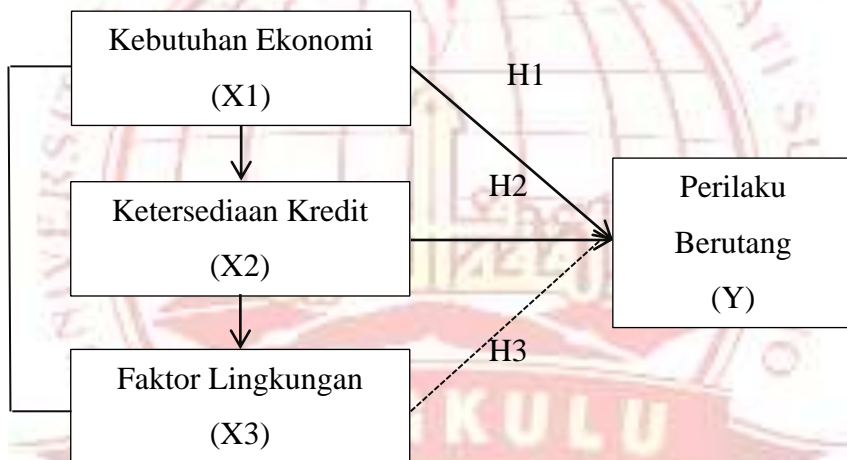 Kebutuhan Ekonomi
(X1)
H1
Ketersediaan Kredit
(X2)
H2
Perilaku
Berutang
(Y)
Faktor Lingkungan
(X3)
H3